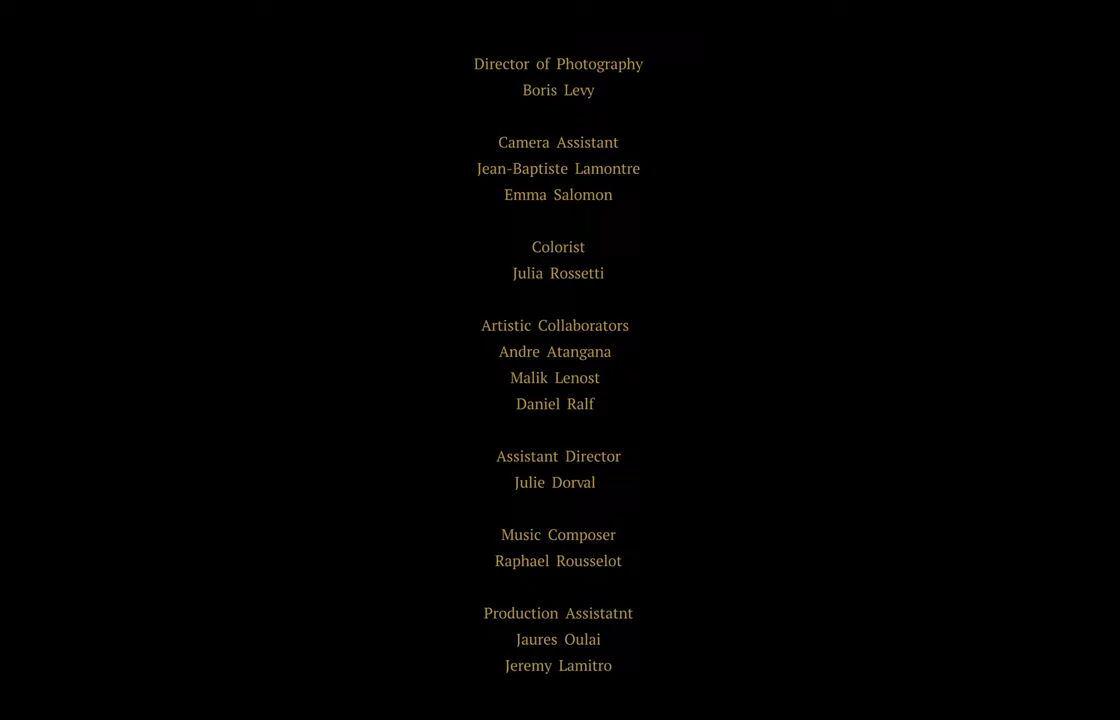 Director of Photography
Boris Levy
Camera Assistant
Jean-Baptiste Lamontre
Emma Salomon
Colorist
Julia Rossetti
Artistic Collaborators
Andre Atangana
Malik Lenost
Daniel Ralf
Assistant Director
Julie Dorval
Music Composer
Raphael Rousselot
Production Assistatnt
Jaures Oulai
Jeremy Lamitro